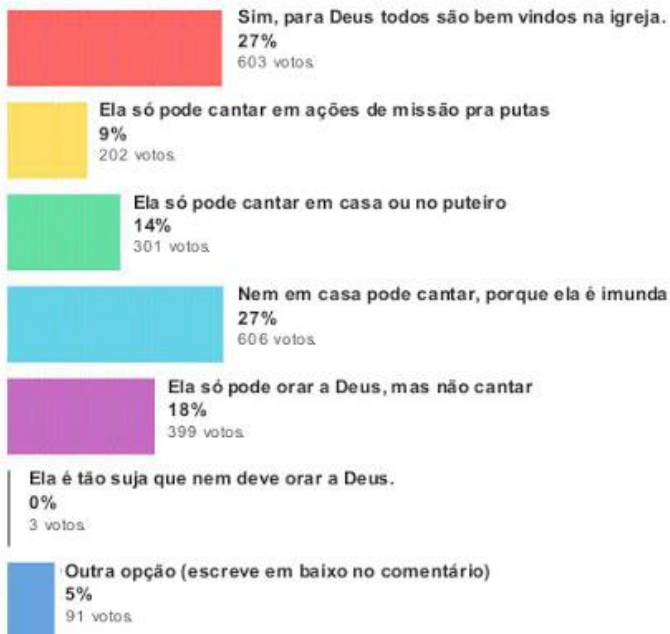 Sim, para Deus todos são bem vindos na igreja.
27%
603 votos.
Ela só pode cantar em ações de missão pra putas
9%
202 votos.
Ela só pode cantar em casa ou no puteiro
14%
301 votos.
Nem em casa pode cantar, porque ela é imunda
27%
606 votos.
Ela só pode orar a Deus, mas não cantar
18%
399 votos.
Ela é tão suja que nem deve orar a Deus.
0%
3 votos.
Outra opção (escreve em baixo no comentário)
5%
91 votos.